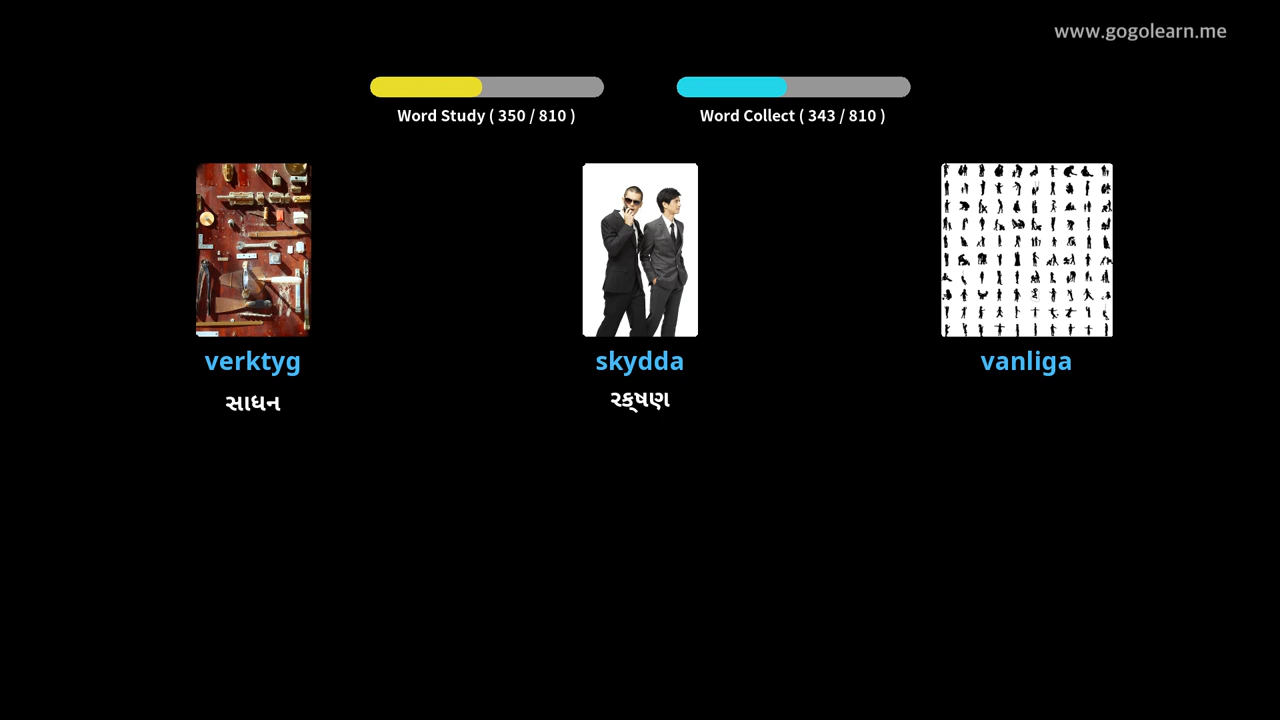 www.gogolearn.me
Word Study ( 350 / 810 )
Word Collect ( 343 / 810 )
verktyg
skydda
vanliga
સાધન
રક્ષણ